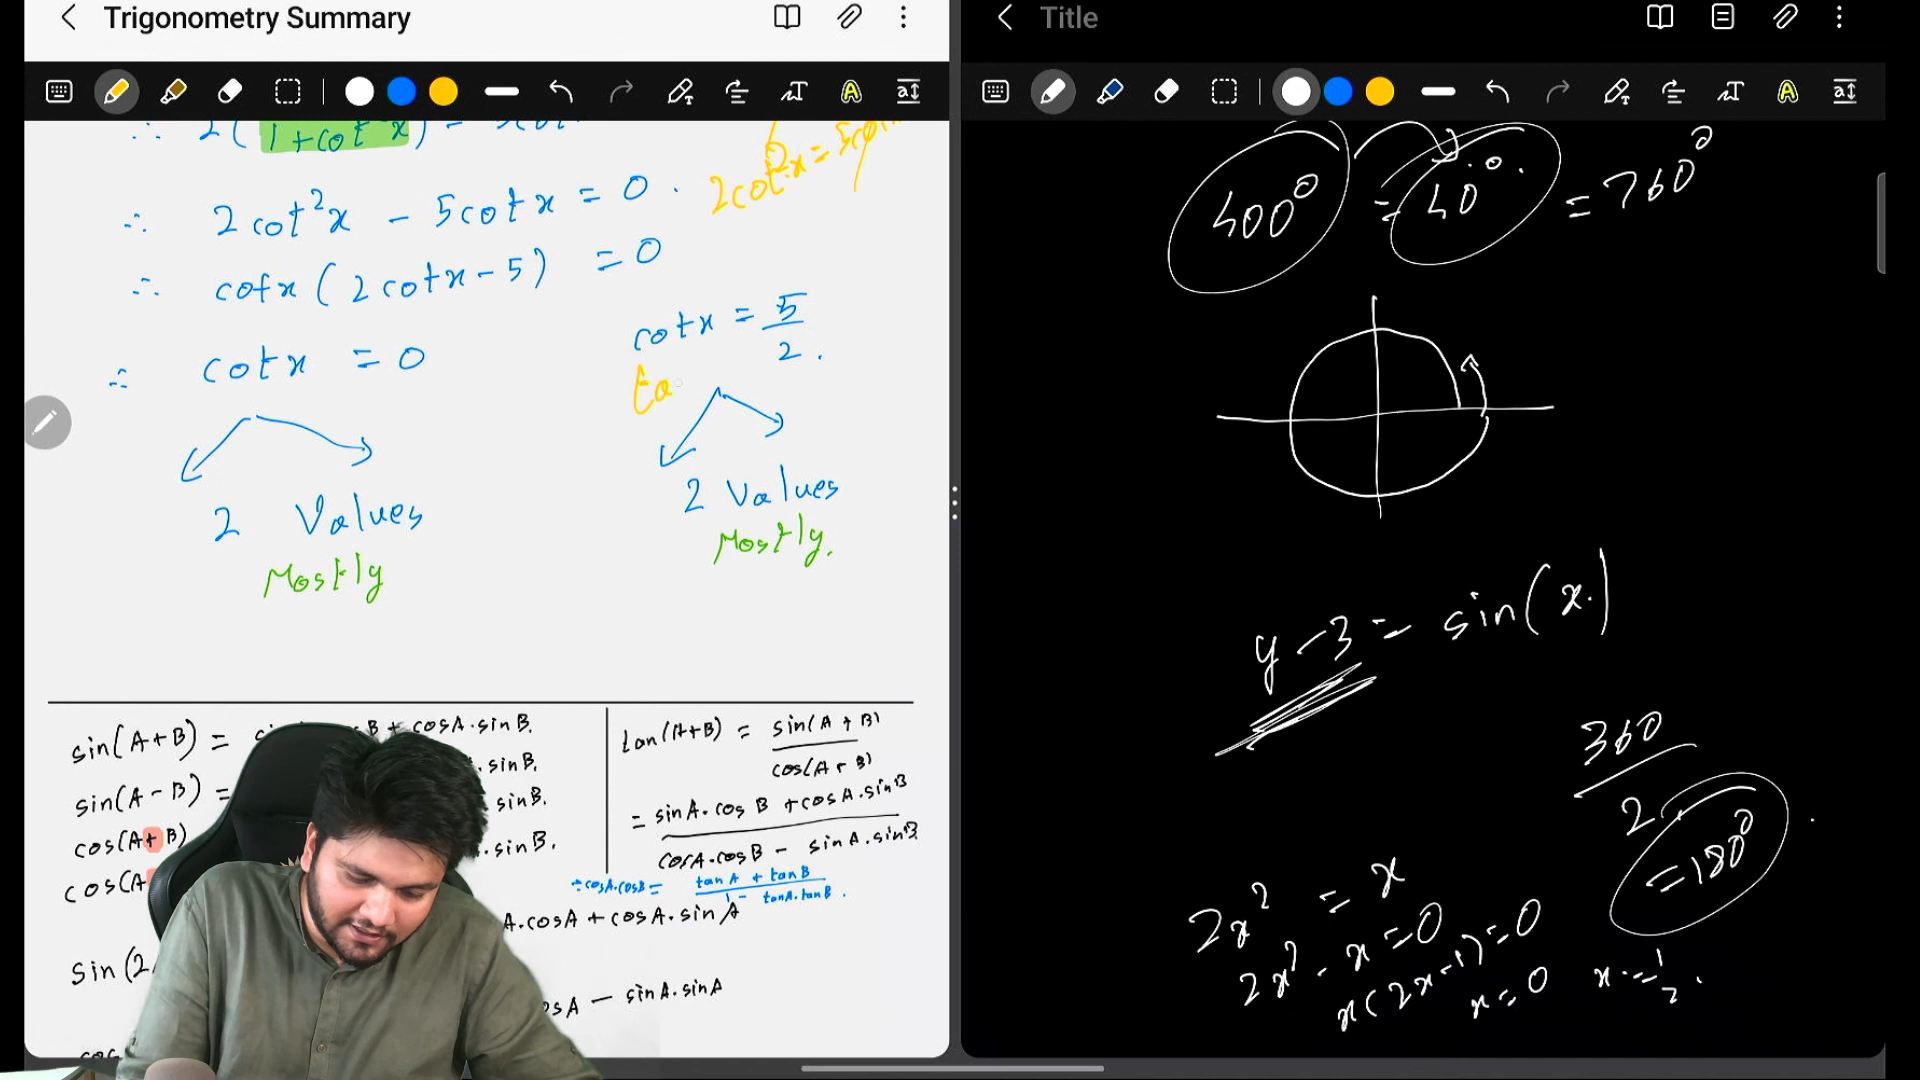 Trigonometry Summary
∴ 2cot²x - 5cotx = 0 .
∴ cotx (2cotx - 5) = 0
∴ cotx = 0
cotx = 5/2 .
ta
2 Values
Mostly
2 Values
Mostly.
sin(A+B) = B + cosA.sinB.
sin(A-B) = .sinB.
cos(A+B) sinB.
cos(A .sinB.
tan(A+B) = sin(A+B)/cos(A+B)
= sinA.cosB + cosA.sinB / cosA.cosB - sinA.sinB
÷cosA.cosB = tanA + tanB / 1 - tanA.tanB .
A.cosA + cosA.sinA
sin(2
sA - sinA.sinA
Title
400° = 40° . = 760°
y-3 = sin(x.)
360/2
= 180°
2x² = x
2x² - x = 0
x(2x-1) = 0
x = 0 x = 1/2 .